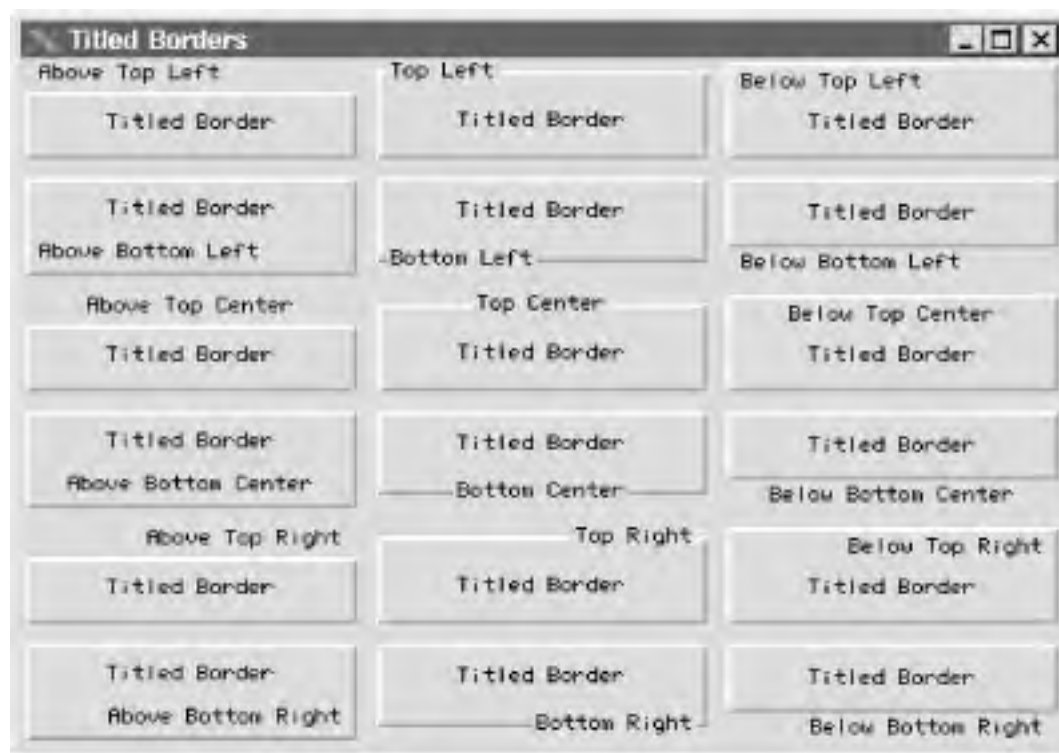 Titled Borders
Above Top Left Top Left Below Top Left
Titled Border Titled Border Titled Border
Titled Border Titled Border Titled Border
Above Bottom Left Bottom Left Below Bottom Left
Above Top Center Top Center Below Top Center
Titled Border Titled Border Titled Border
Titled Border Titled Border Titled Border
Above Bottom Center Bottom Center Below Bottom Center
Above Top Right Top Right Below Top Right
Titled Border Titled Border Titled Border
Titled Border Titled Border Titled Border
Above Bottom Right Bottom Right Below Bottom Right